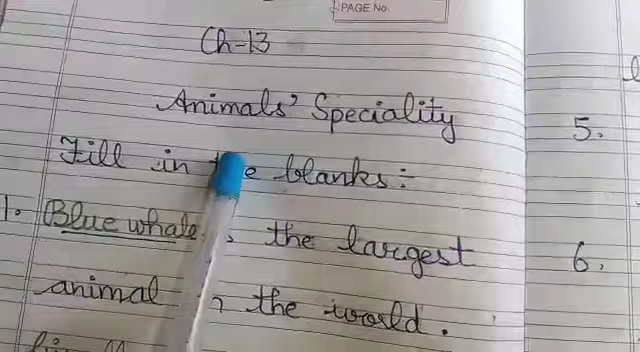 PAGE No.
Ch-13
Animals' Speciality
Fill in blanks:
1. Blue whale the largest
animal the world.
5.
6.